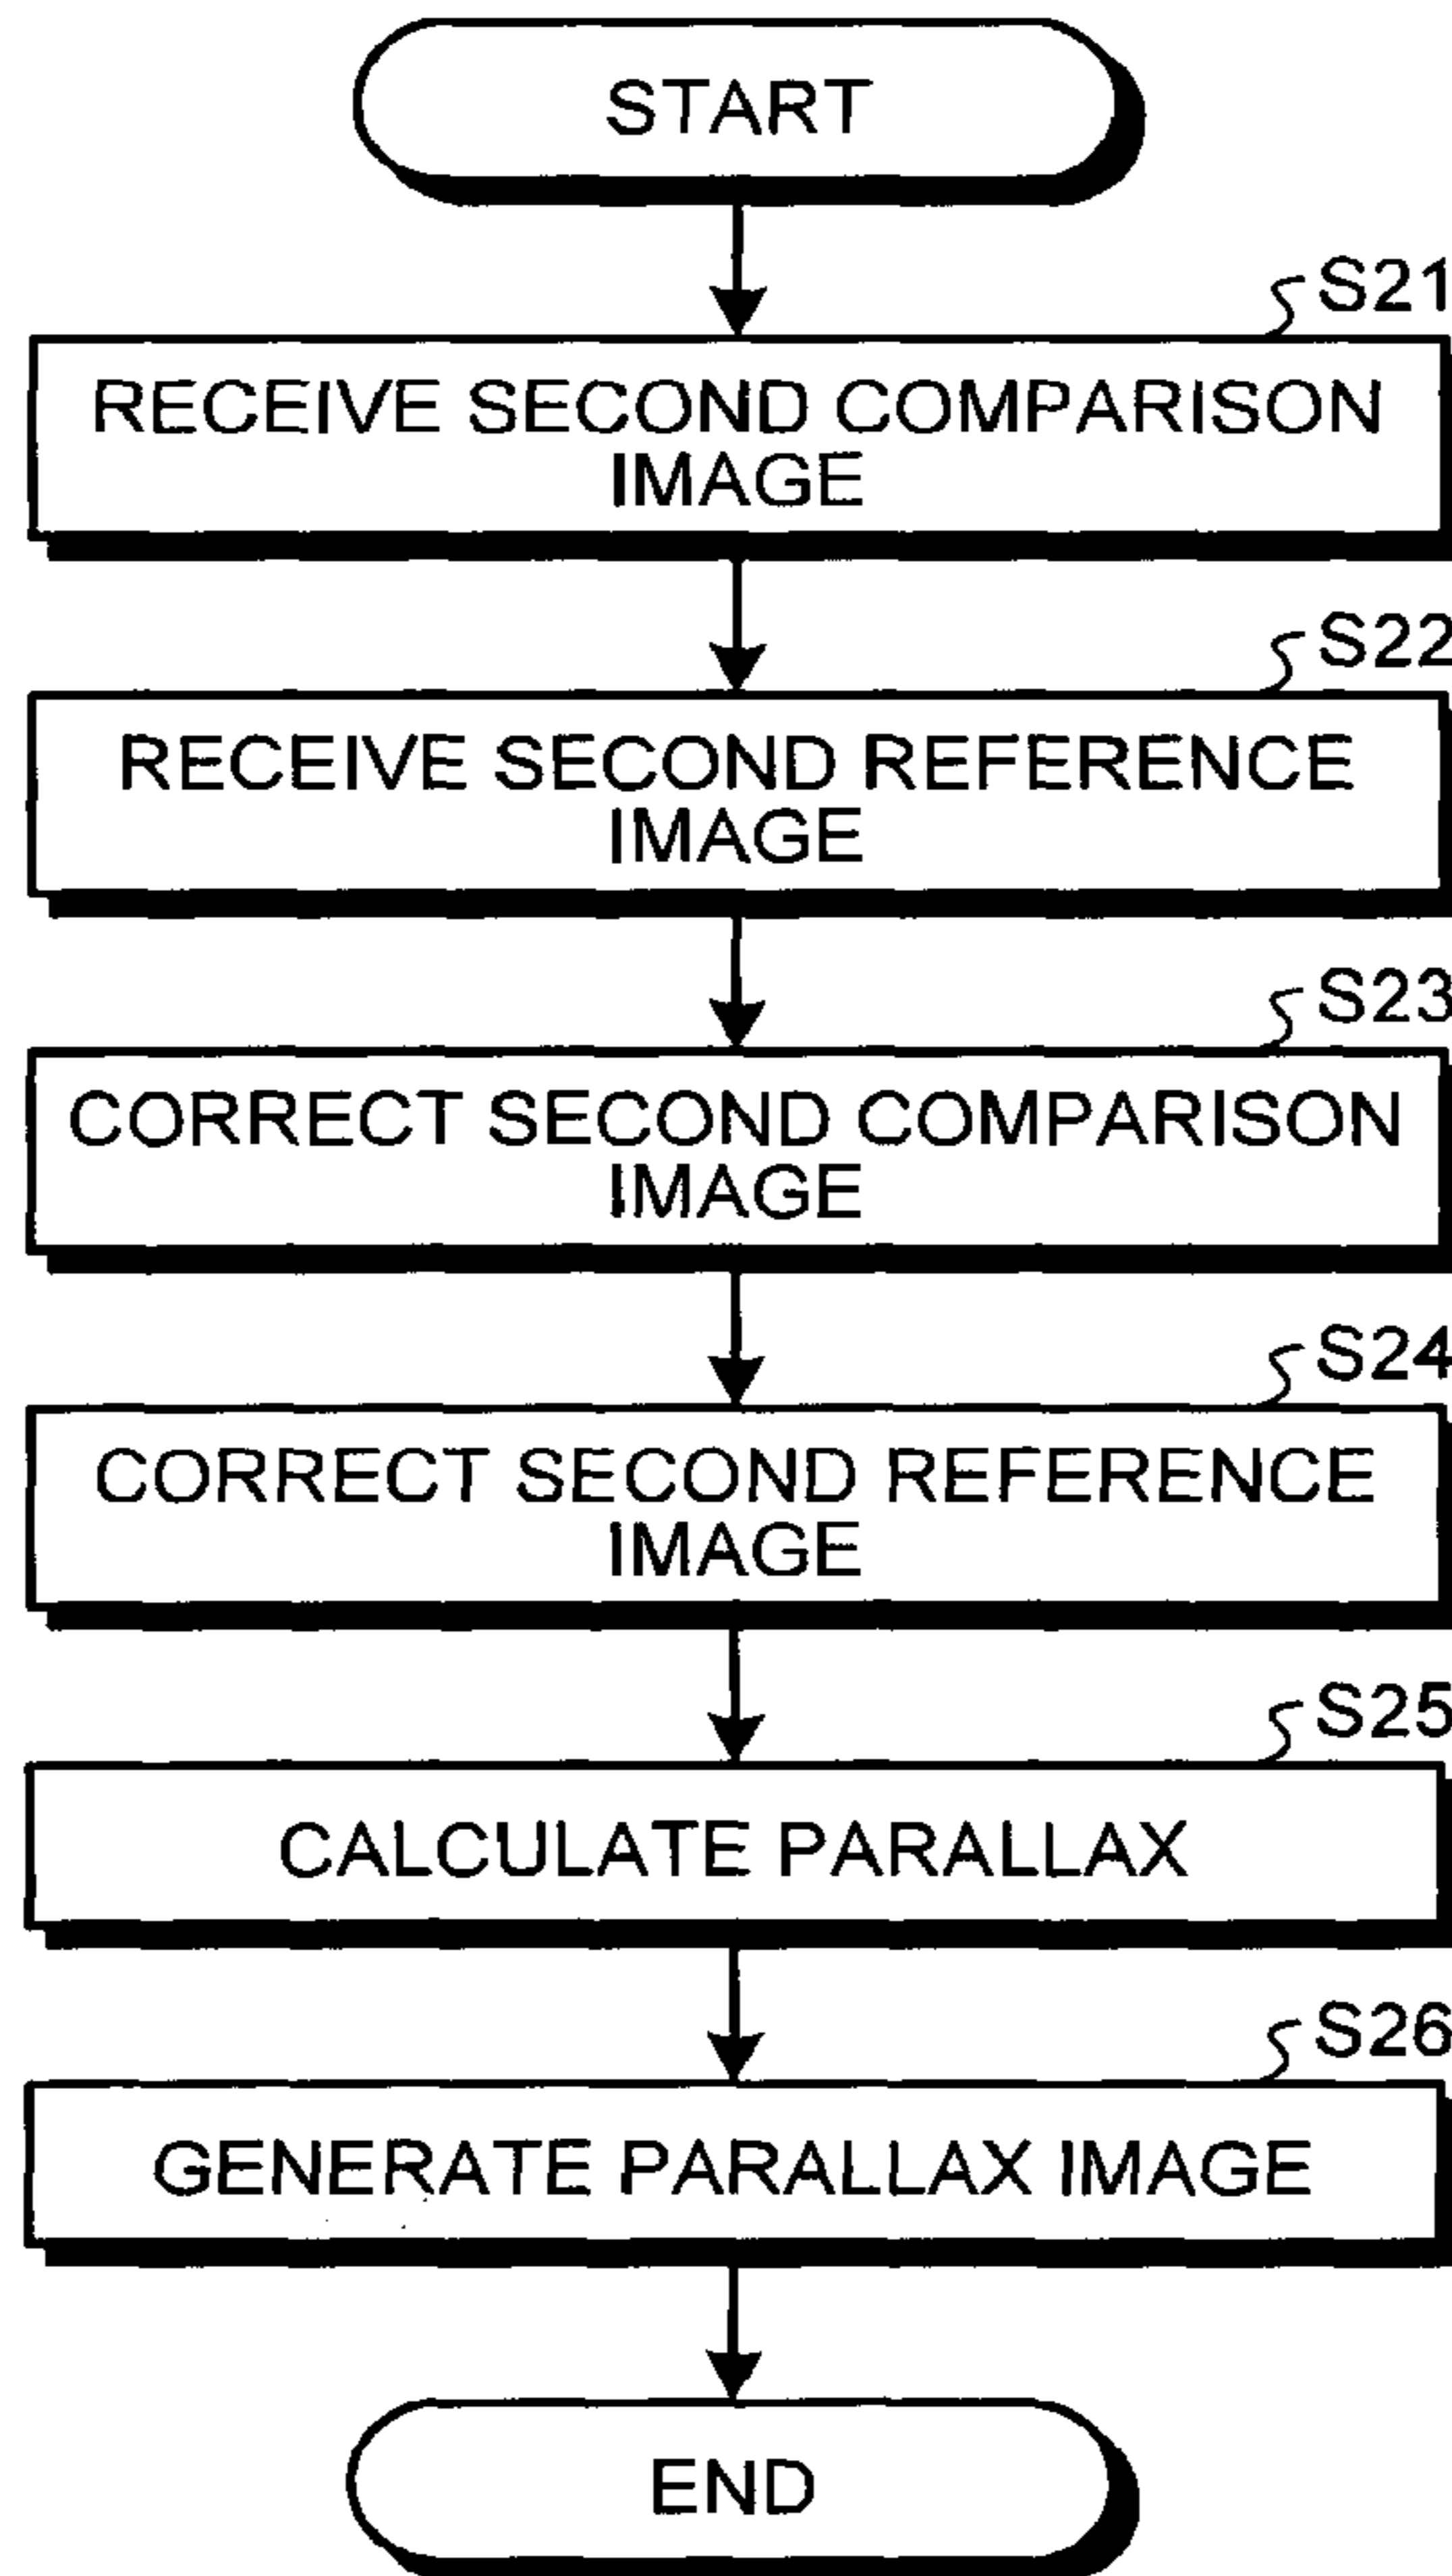 START
S21
RECEIVE SECOND COMPARISON
IMAGE
S22
RECEIVE SECOND REFERENCE
IMAGE
S23
CORRECT SECOND COMPARISON
IMAGE
S24
CORRECT SECOND REFERENCE
IMAGE
S25
CALCULATE PARALLAX
S26
GENERATE PARALLAX IMAGE
END